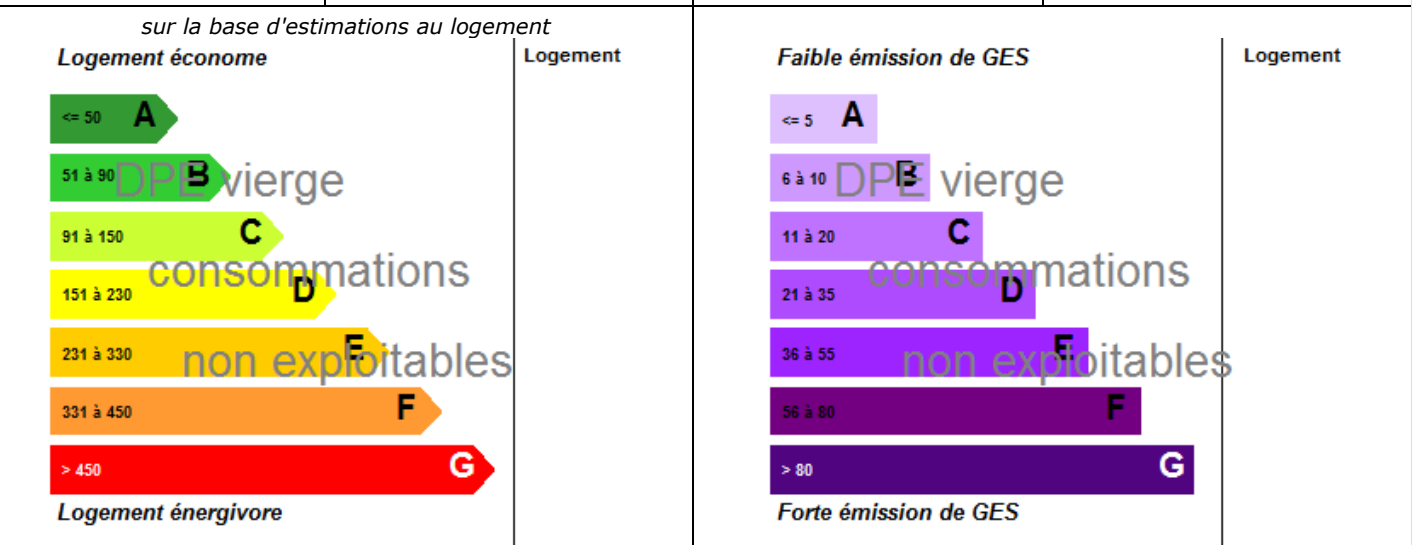 sur la base d'estimations au logement
Logement économe
Logement
<= 50 A
51 à 90 B
DPE vierge
91 à 150 C
consommations
151 à 230 D
231 à 330 E
non exploitables
331 à 450 F
> 450 G
Logement énergivore
Faible émission de GES
Logement
<= 5 A
6 à 10 B
DPE vierge
11 à 20 C
consommations
21 à 35 D
36 à 55 E
non exploitables
56 à 80 F
> 80 G
Forte émission de GES